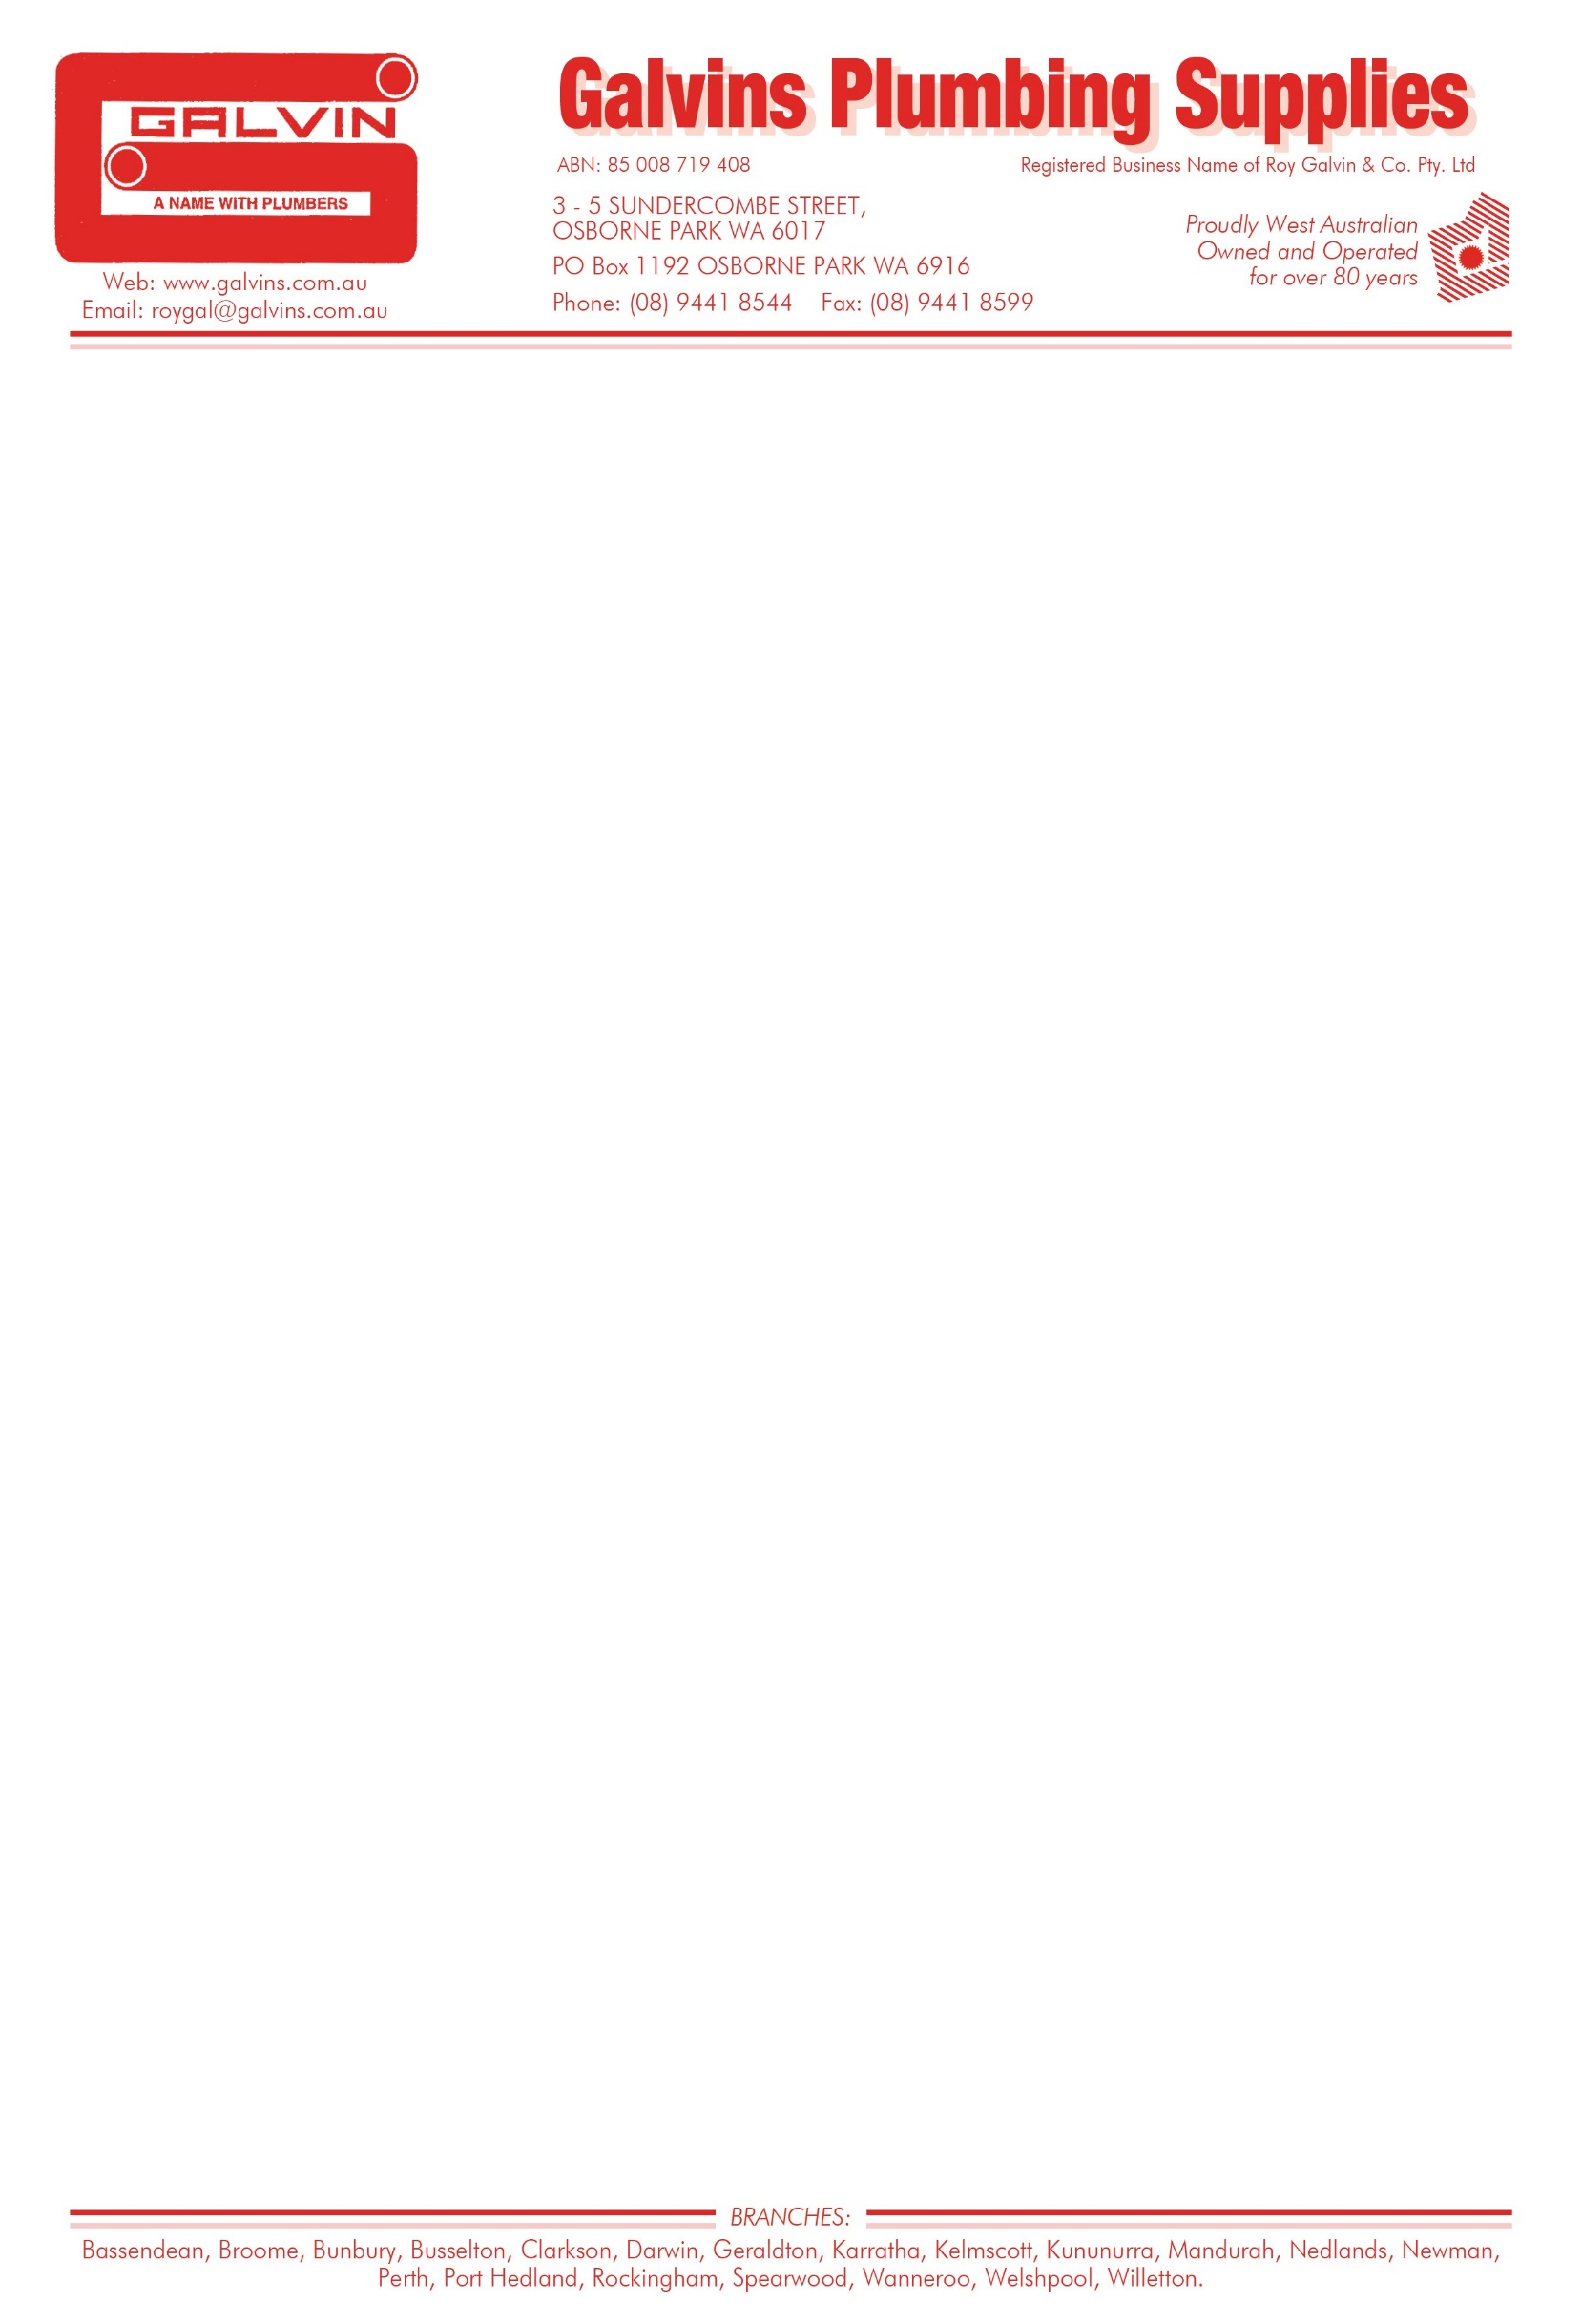 GALVIN
A NAME WITH PLUMBERS
Web: www.galvins.com.au
Email: roygal@galvins.com.au
Galvins Plumbing Supplies
ABN: 85 008 719 408 Registered Business Name of Roy Galvin & Co. Pty. Ltd
3 - 5 SUNDERCOMBE STREET,
OSBORNE PARK WA 6017
PO Box 1192 OSBORNE PARK WA 6916
Phone: (08) 9441 8544 Fax: (08) 9441 8599
Proudly West Australian
Owned and Operated
for over 80 years
BRANCHES:
Bassendean, Broome, Bunbury, Busselton, Clarkson, Darwin, Geraldton, Karratha, Kelmscott, Kununurra, Mandurah, Nedlands, Newman,
Perth, Port Hedland, Rockingham, Spearwood, Wanneroo, Welshpool, Willetton.